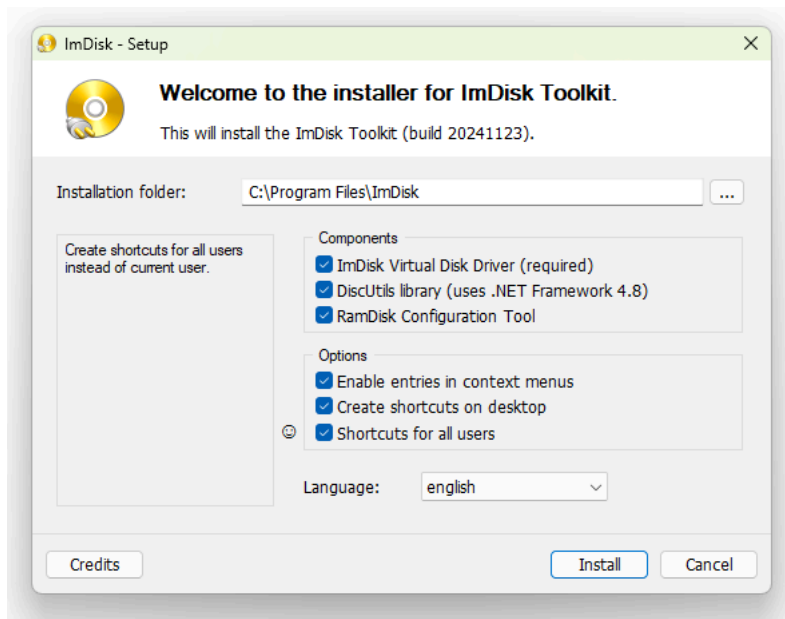 ImDisk - Setup
Welcome to the installer for ImDisk Toolkit.
This will install the ImDisk Toolkit (build 20241123).
Installation folder:
C:\Program Files\ImDisk
...
Create shortcuts for all users
instead of current user.
Components
ImDisk Virtual Disk Driver (required)
DiscUtils library (uses .NET Framework 4.8)
RamDisk Configuration Tool
Options
Enable entries in context menus
Create shortcuts on desktop
Shortcuts for all users
Language:
english
Credits
Install
Cancel